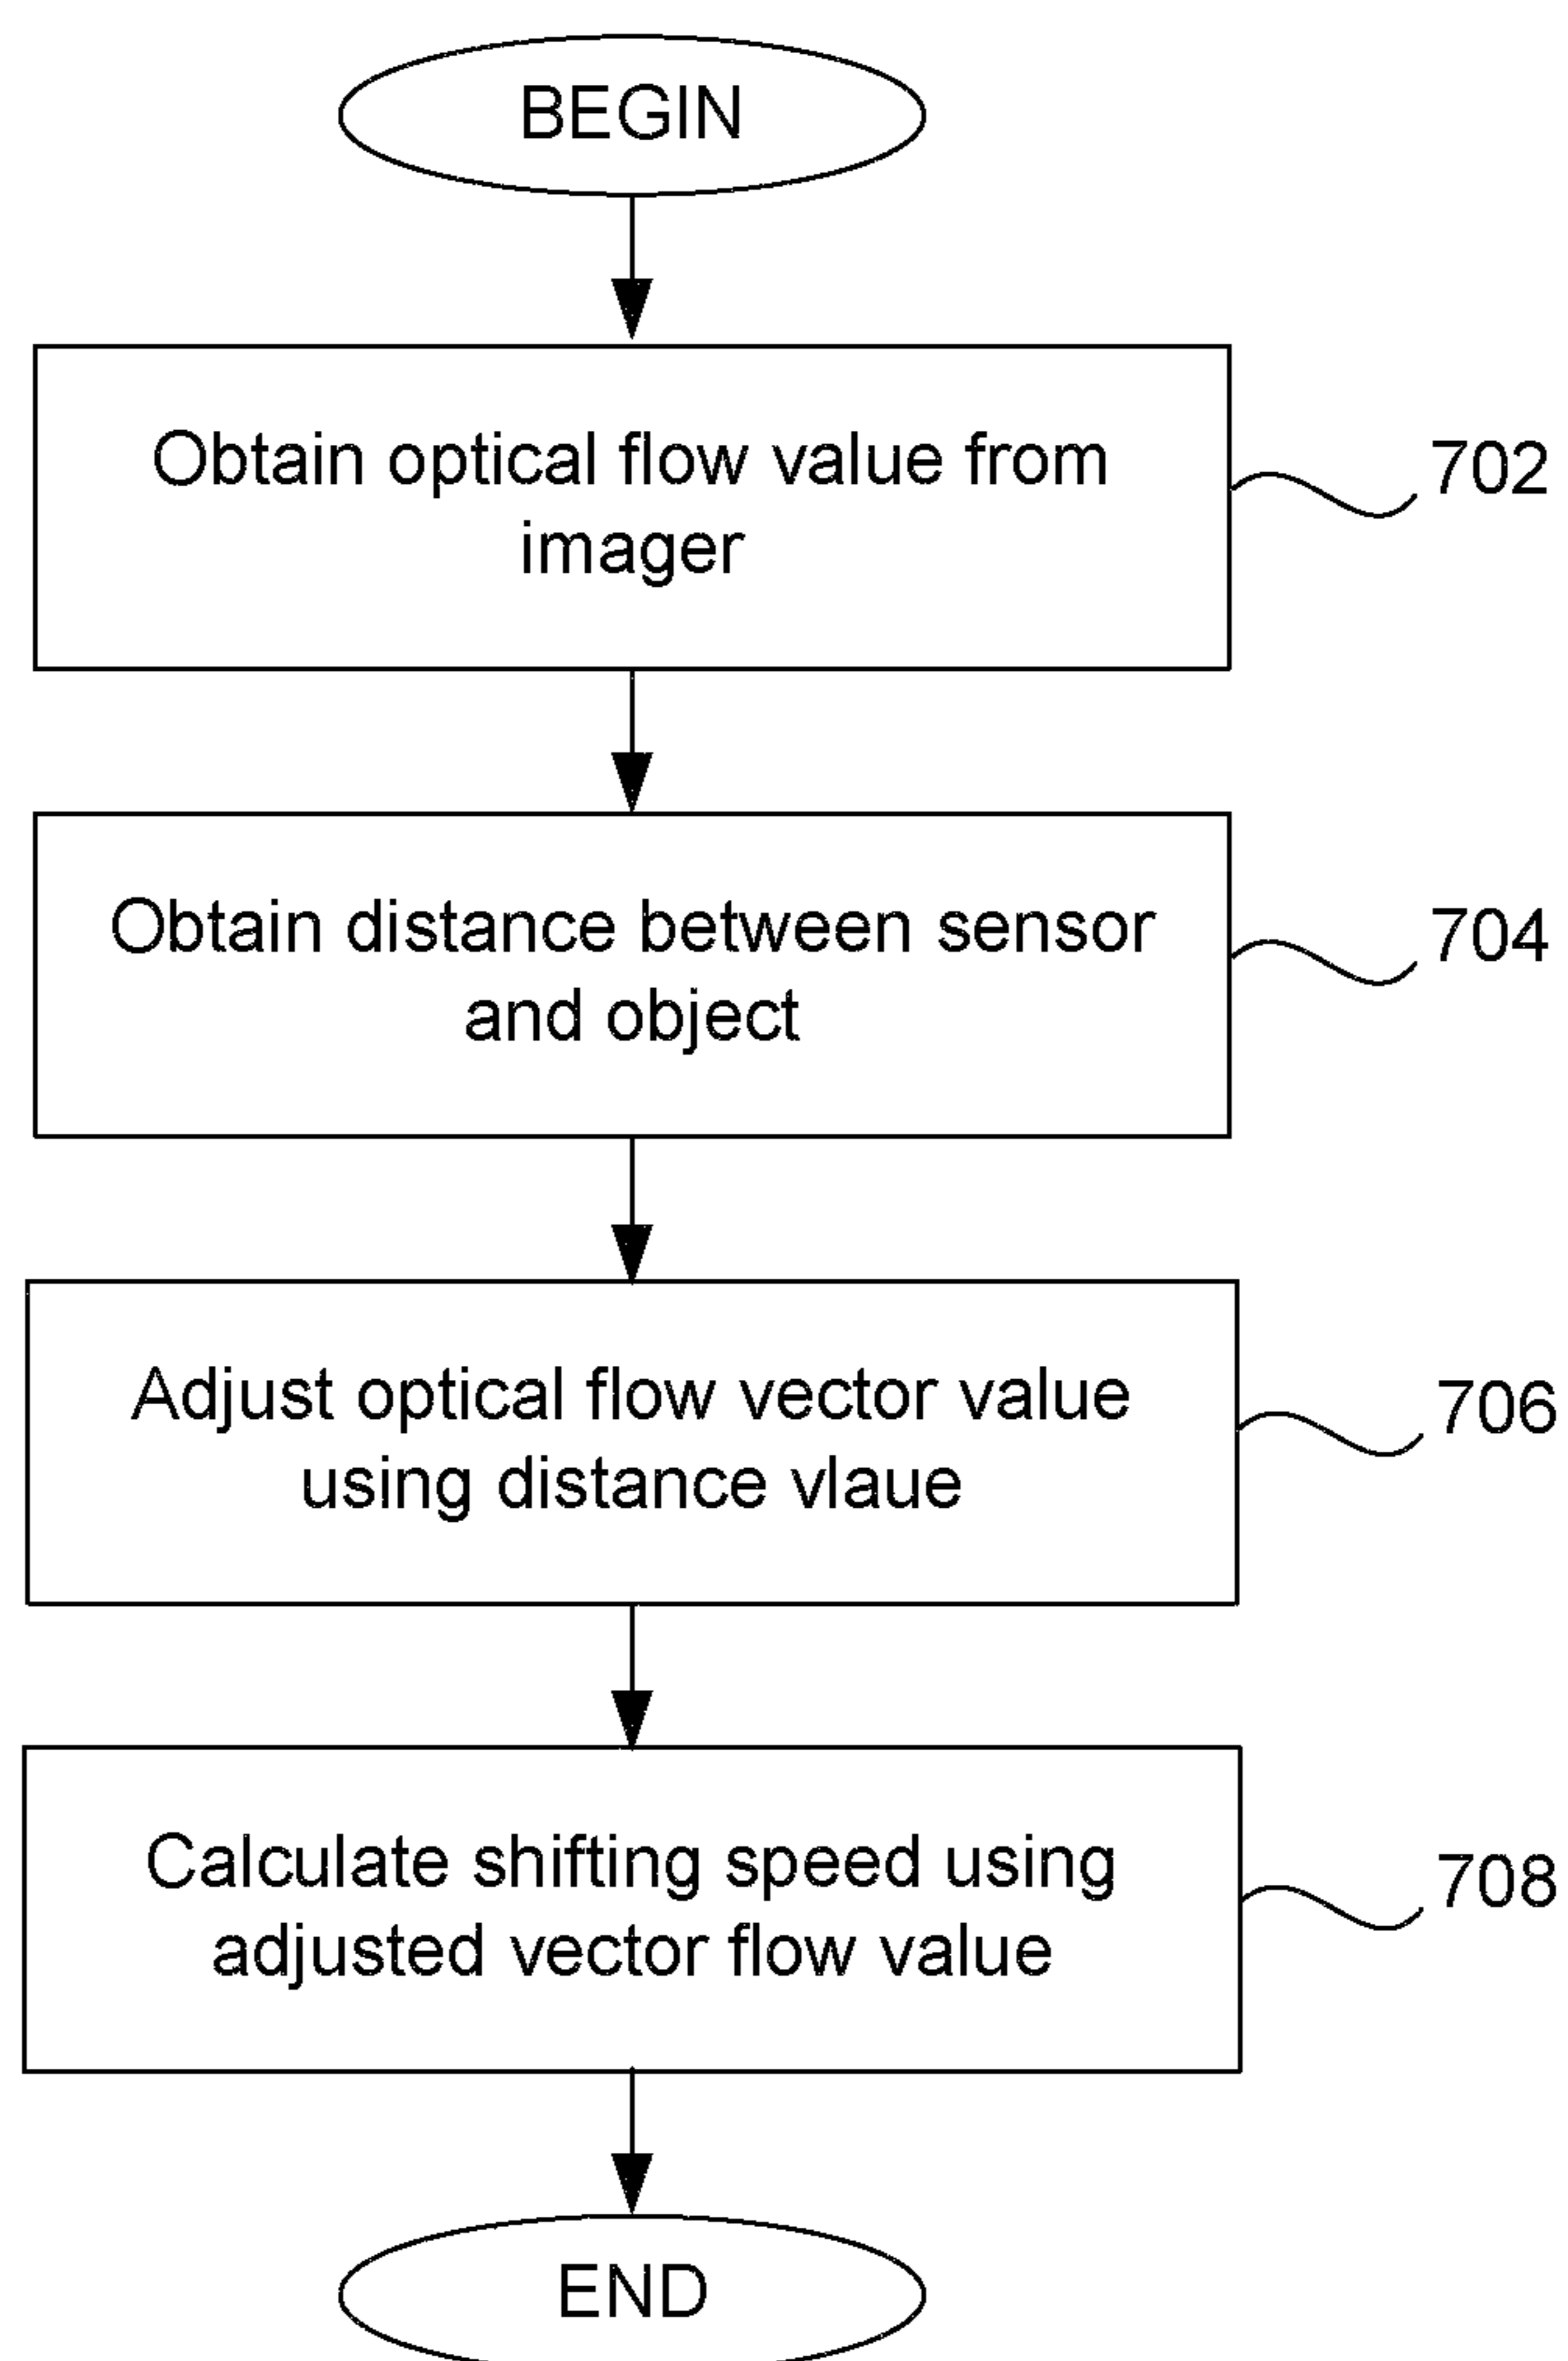 BEGIN
Obtain optical flow value from
imager
702
Obtain distance between sensor
and object
704
Adjust optical flow vector value
using distance vlaue
706
Calculate shifting speed using
adjusted vector flow value
708
END